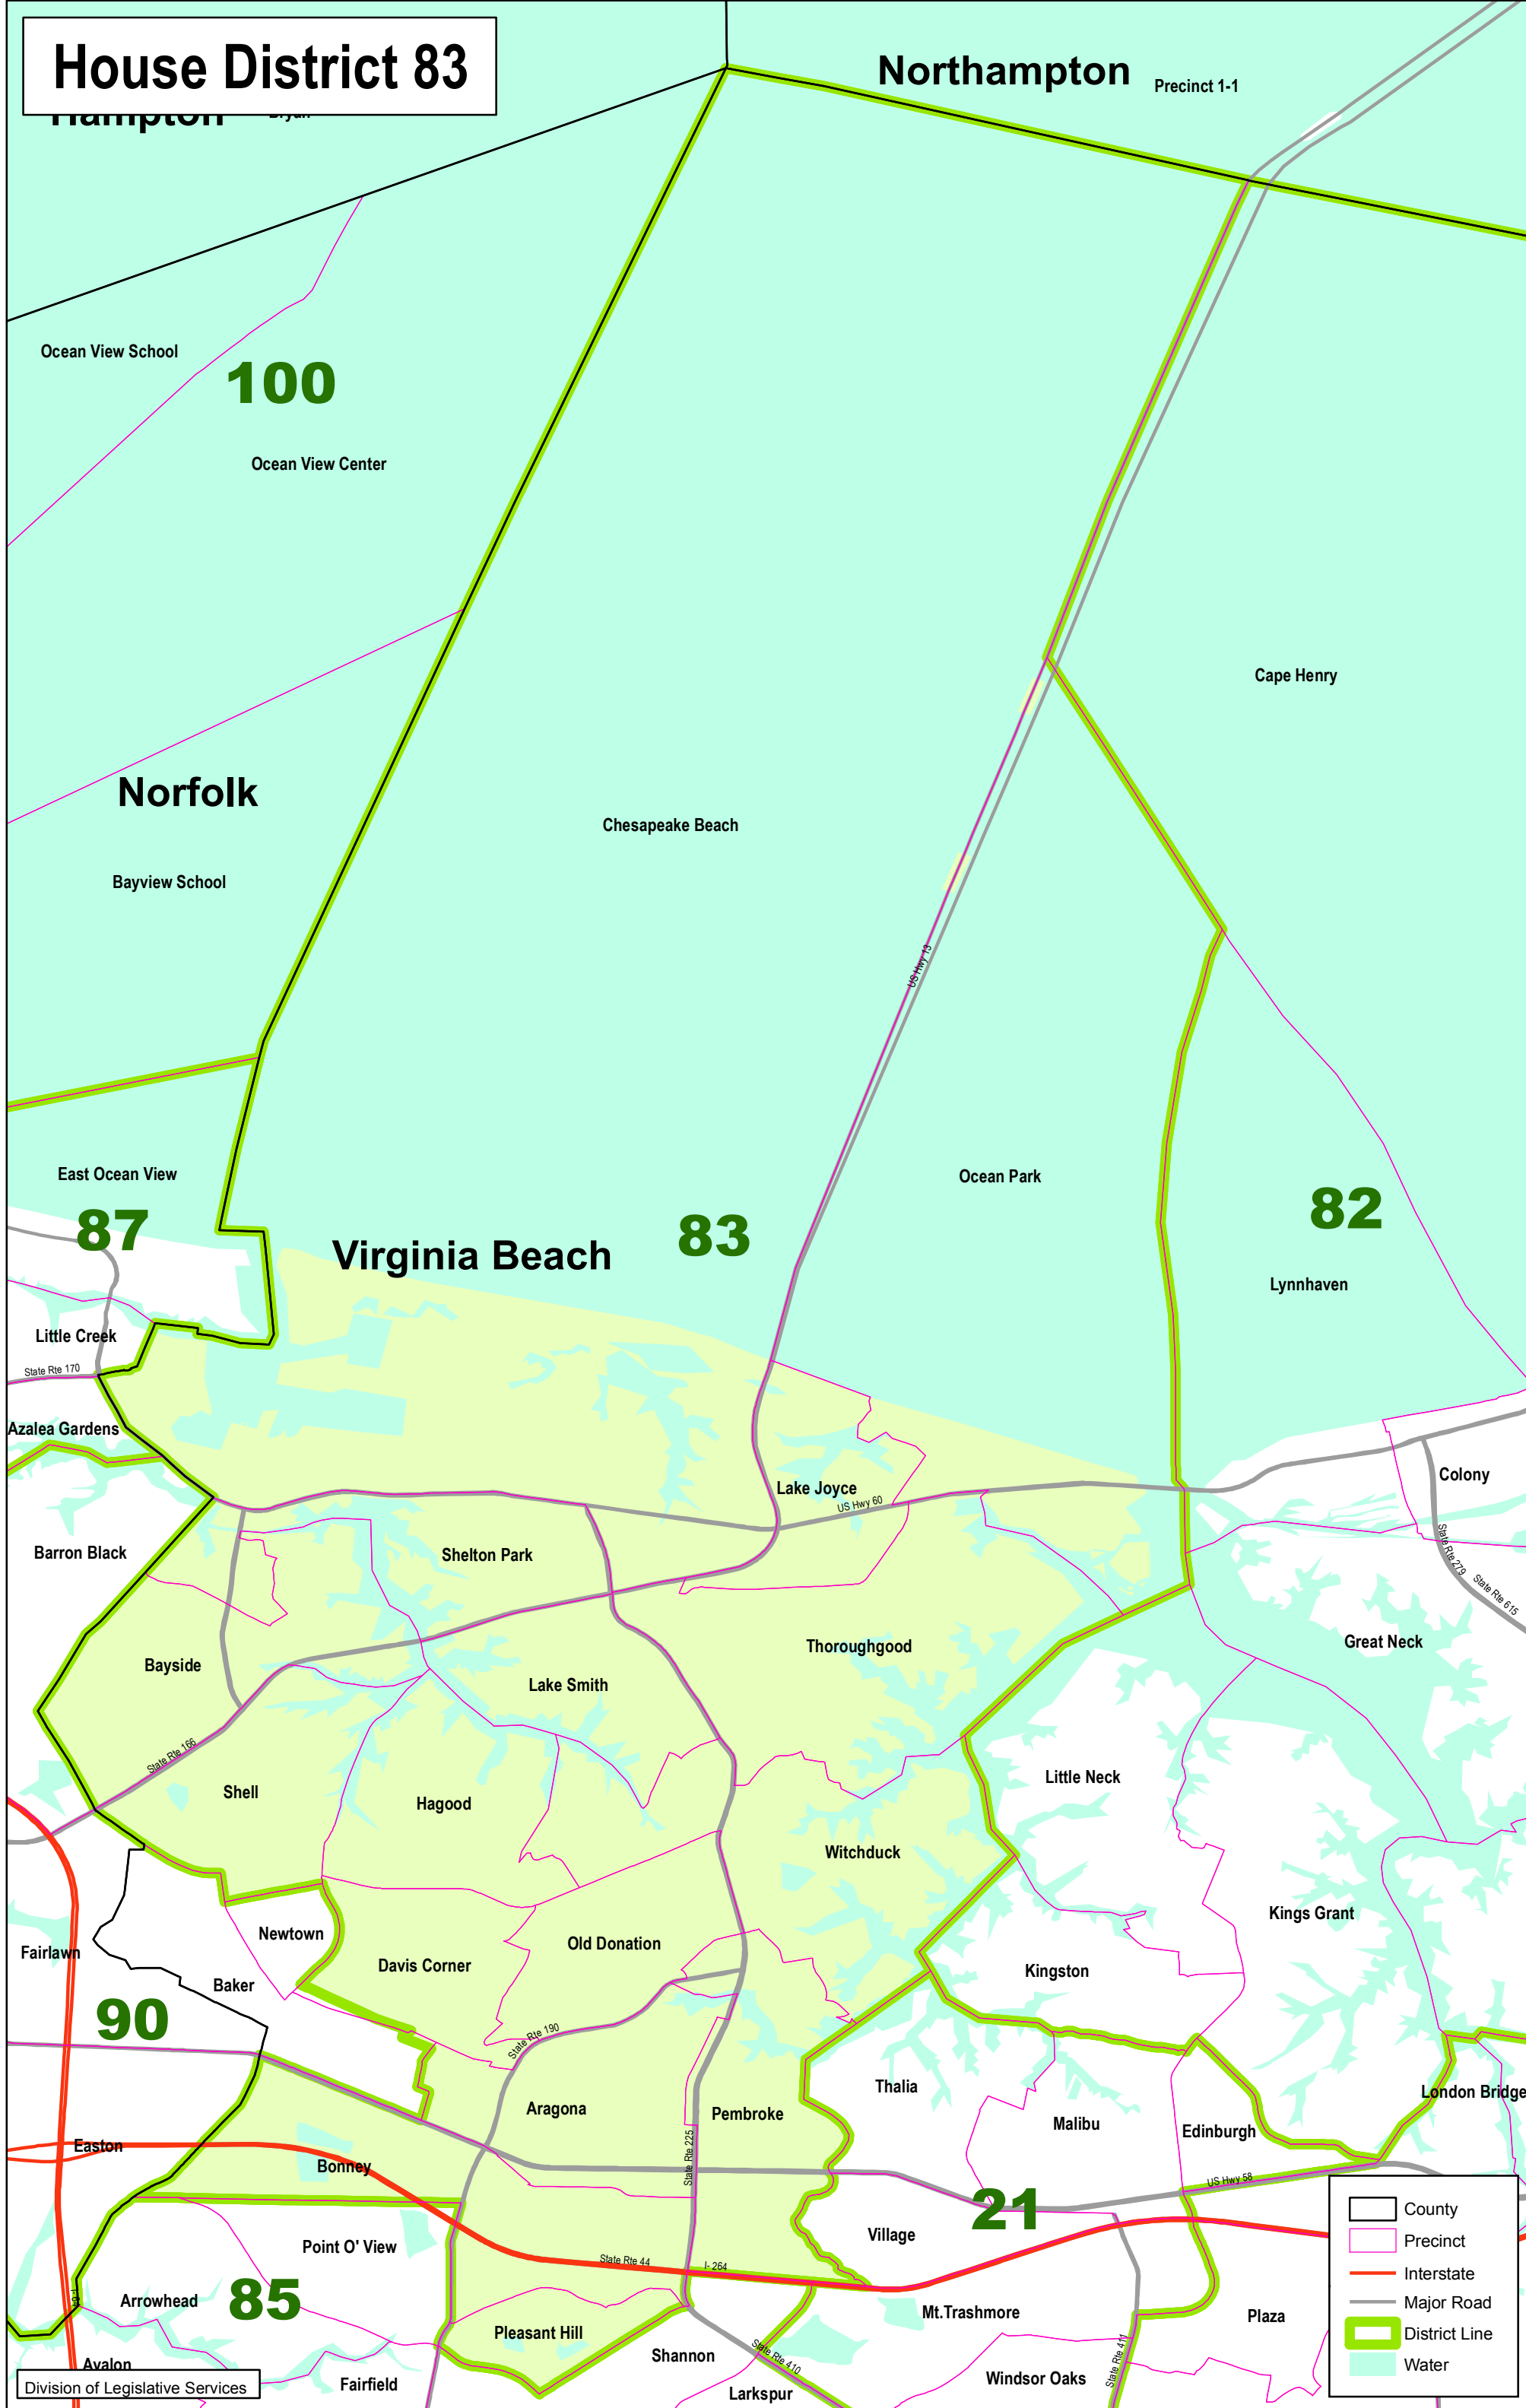 House District 83
Northampton
Precinct 1-1
Hampton
Bryan
Ocean View School
100
Ocean View Center
Cape Henry
Norfolk
Chesapeake Beach
Bayview School
US Hwy 13
East Ocean View
Ocean Park
87
83
82
Virginia Beach
Lynnhaven
Little Creek
State Rte 170
Azalea Gardens
Lake Joyce
US Hwy 60
Colony
Barron Black
Shelton Park
State Rte 279
State Rte 615
Thoroughgood
Great Neck
Bayside
Lake Smith
State Rte 166
Shell
Hagood
Little Neck
Witchduck
Kings Grant
Newtown
Old Donation
Fairlawn
Davis Corner
Baker
Kingston
90
State Rte 190
Thalia
London Bridge
Aragona
Pembroke
Malibu
Edinburgh
Easton
State Rte 225
Bonney
US Hwy 58
21
Village
Point O' View
State Rte 44
I- 264
I-64
Arrowhead
85
Mt.Trashmore
Plaza
Pleasant Hill
Shannon
State Rte 410
State Rte 411
Avalon
Fairfield
Windsor Oaks
Larkspur
County
Precinct
Interstate
Major Road
District Line
Water
Division of Legislative Services